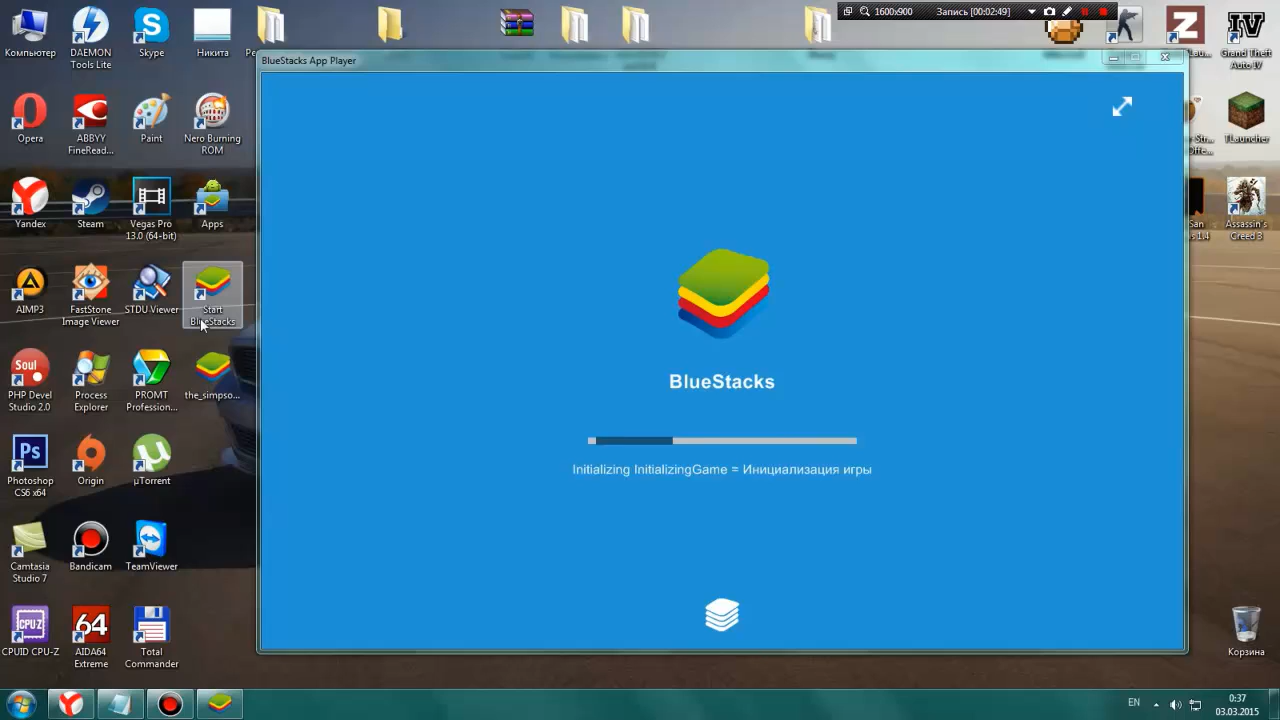 1600x900
Запись [00:02:49]
Компьютер
DAEMON
Tools Lite
Skype
Никита
Grand Theft
Auto IV
BlueStacks App Player
Opera
ABBYY
FineRead...
Paint
Nero Burning
ROM
TLauncher
Yandex
Steam
Vegas Pro
13.0 (64-bit)
Apps
Assassin's
Creed 3
AIMP3
FastStone
Image Viewer
STDU Viewer
Start
BlueStacks
PHP Devel
Studio 2.0
Process
Explorer
PROMT
Profession...
the_simpso...
BlueStacks
Initializing InitializingGame = Инициализация игры
Photoshop
CS6 x64
Origin
µTorrent
Camtasia
Studio 7
Bandicam
TeamViewer
CPUID CPU-Z
AIDA64
Extreme
Total
Commander
Корзина
EN
0:37
03.03.2015